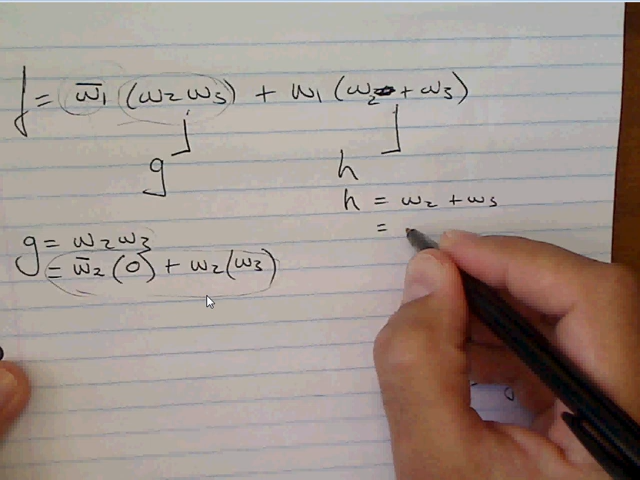 f = w̅₁ (w₂ w₃) + w₁ (w₂ + w₃)
g h
h = w₂ + w₃
=
g = w₂ w₃
= w̅₂ (0) + w₂ (w₃)